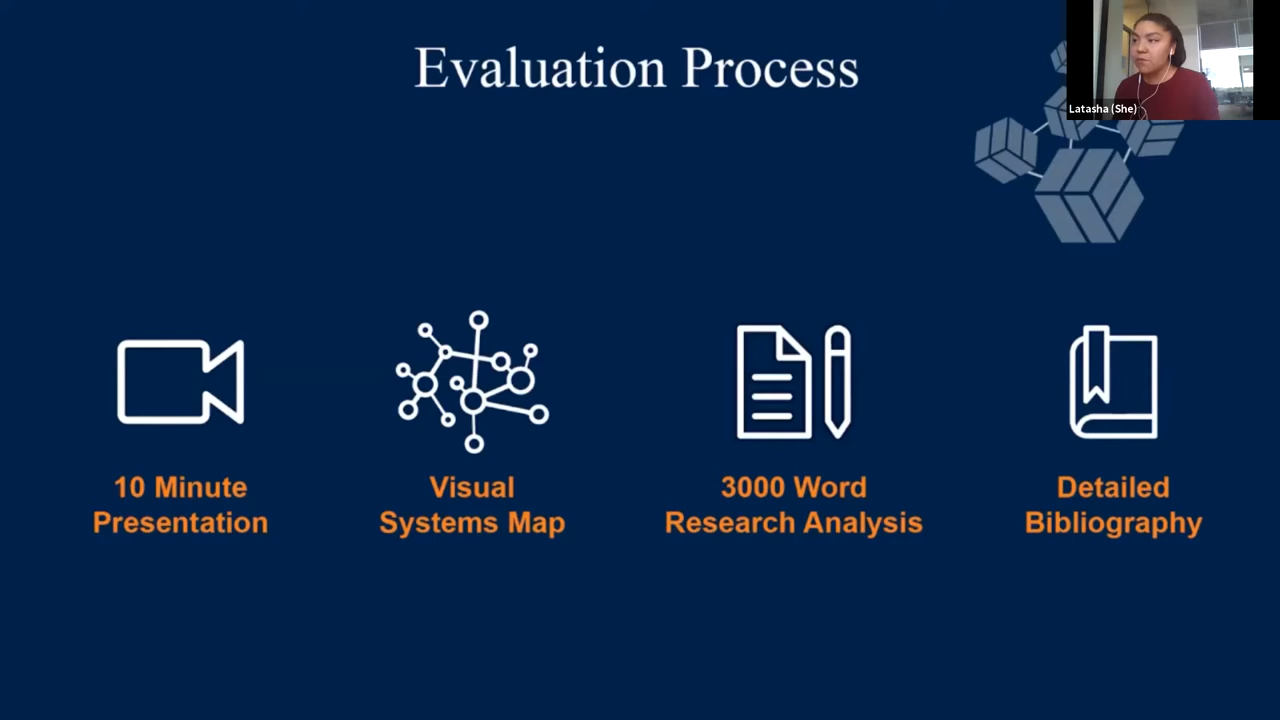 Evaluation Process
Latasha (She)
10 Minute
Presentation
Visual
Systems Map
3000 Word
Research Analysis
Detailed
Bibliography